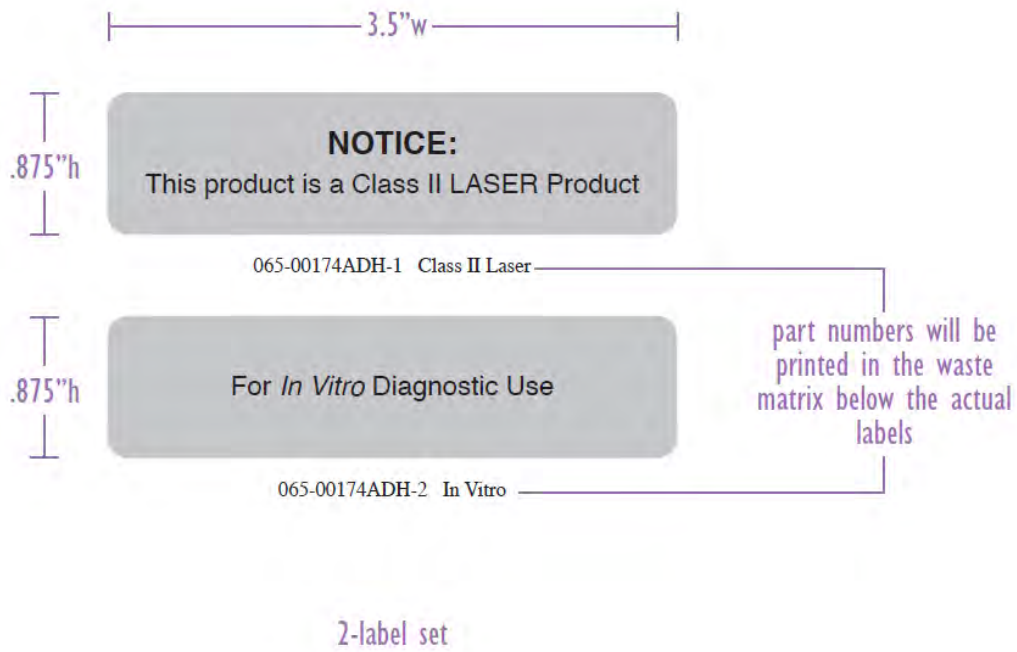 3.5”w
.875”h
NOTICE:
This product is a Class II LASER Product
065-00174ADH-1 Class II Laser
.875”h
For In Vitro Diagnostic Use
065-00174ADH-2 In Vitro
part numbers will be
printed in the waste
matrix below the actual
labels
2-label set